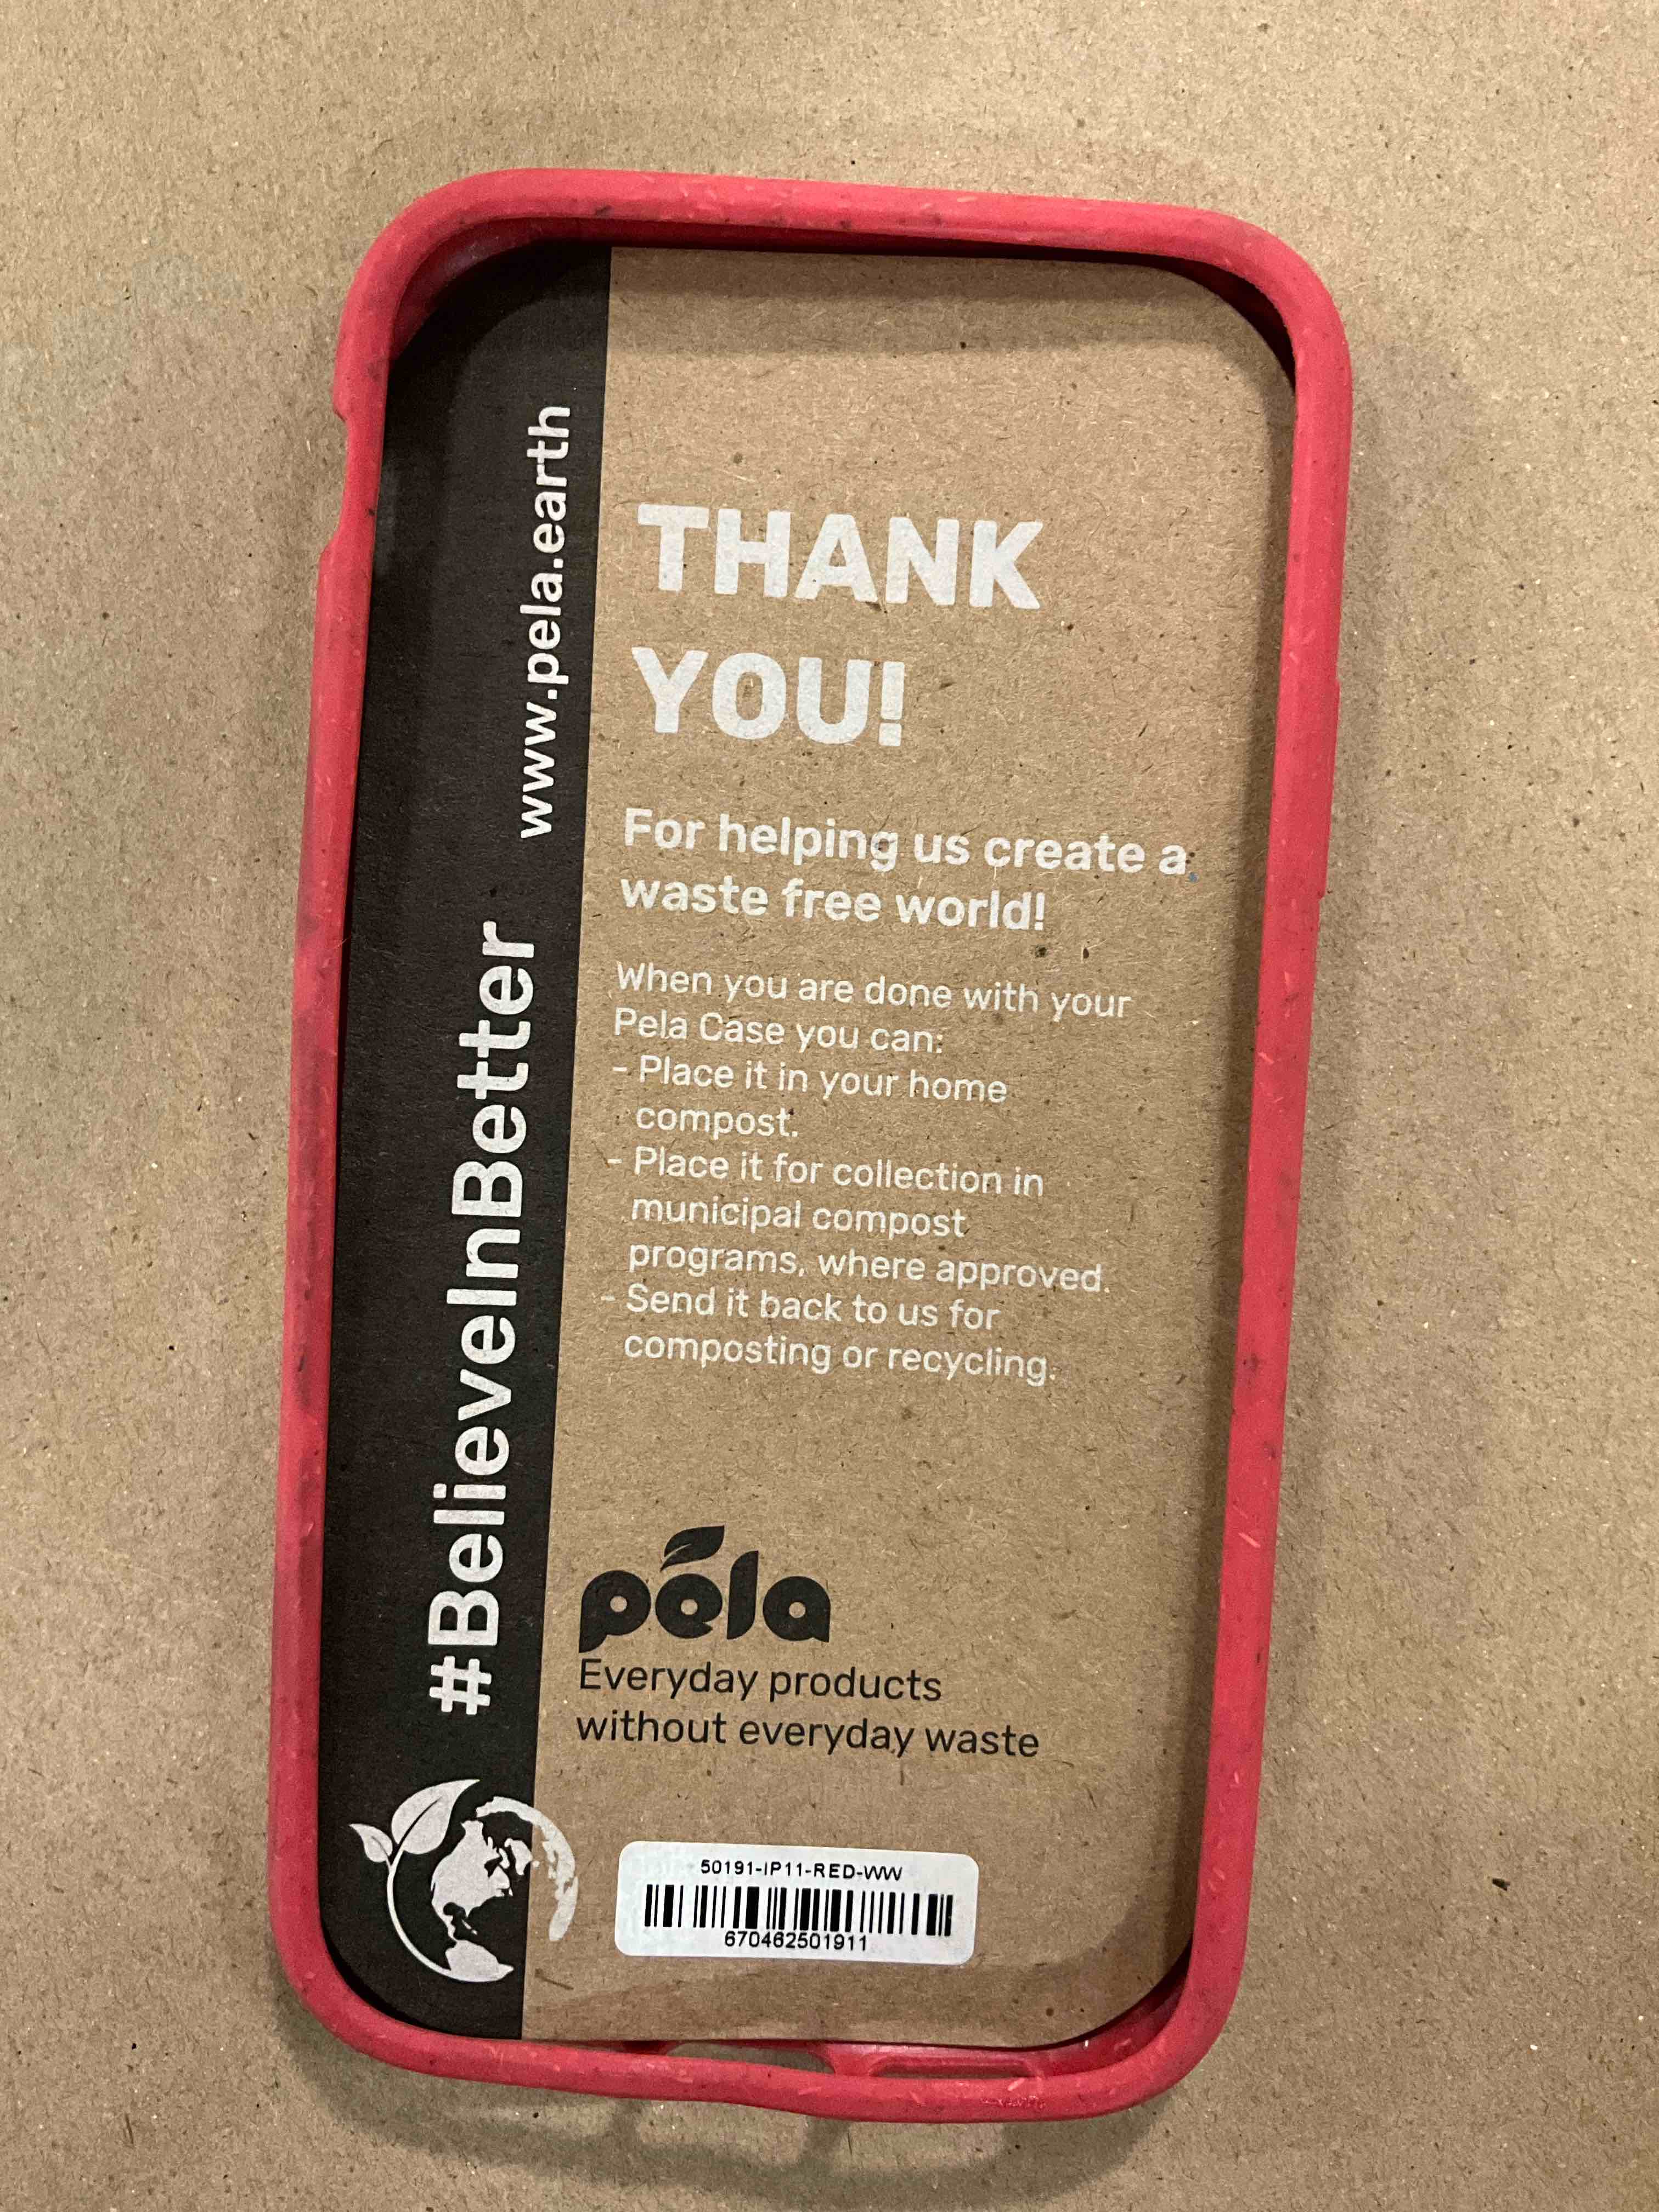 www.pela.earth
#BelieveInBetter
THANK
YOU!
For helping us create a
waste free world!
When you are done with your
Pela Case you can:
- Place it in your home
compost.
- Place it for collection in
municipal compost
programs, where approved.
- Send it back to us for
composting or recycling.
pela
Everyday products
without everyday waste
50191-IP11-RED-WW
670462501911